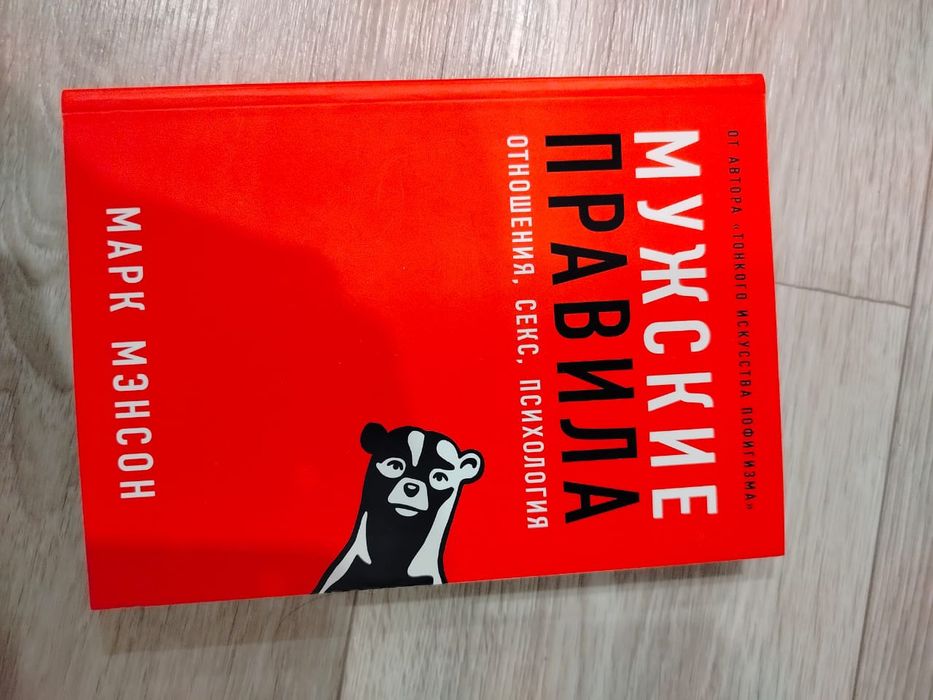 ОТ АВТОРА «ТОНКОГО ИСКУССТВА ПОФИГИЗМА»
МУЖСКИЕ
ПРАВИЛА
ОТНОШЕНИЯ, СЕКС, ПСИХОЛОГИЯ
МАРК МЭНСОН